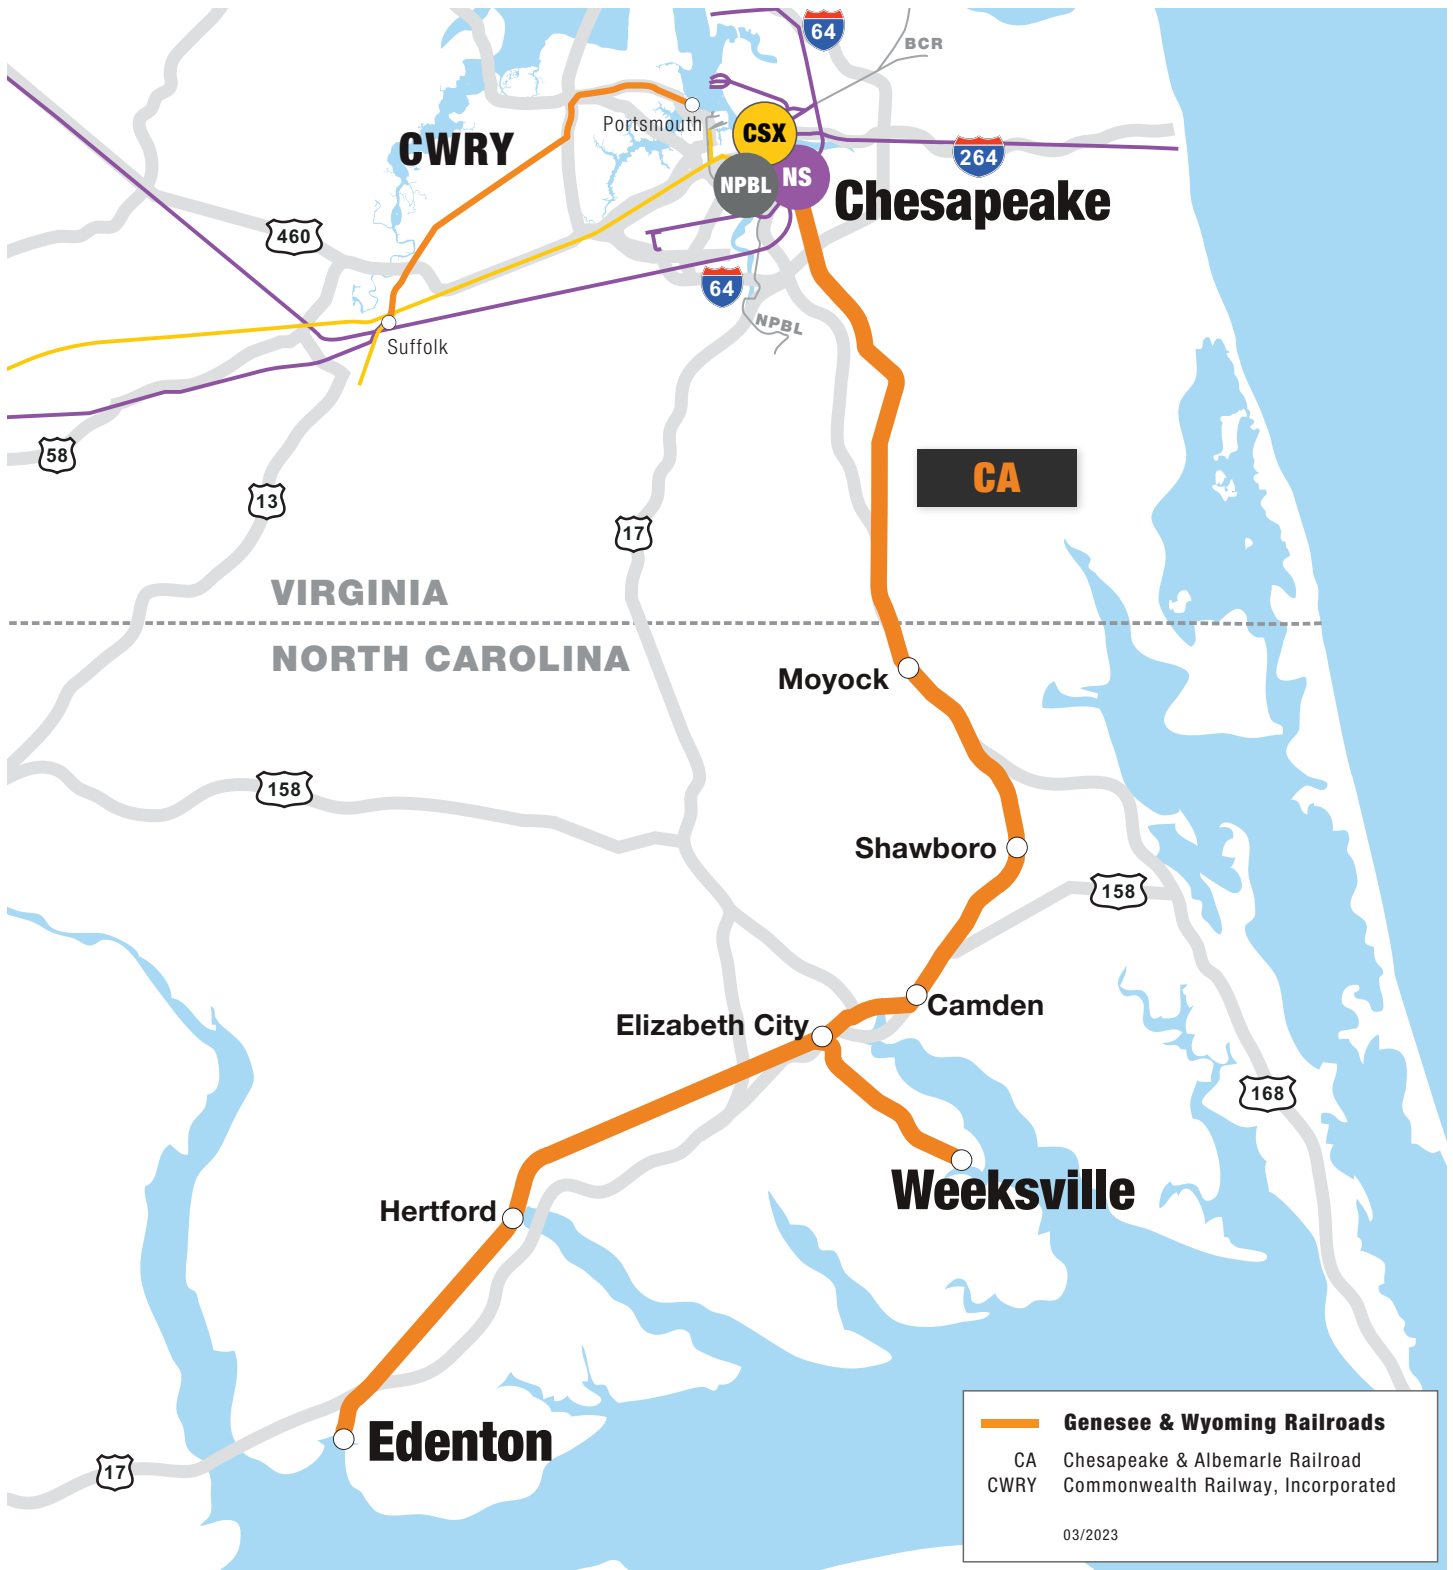 64
BCR
Portsmouth
CSX
CWRY
264
NPBL
NS
Chesapeake
460
64
NPBL
Suffolk
58
CA
13
17
VIRGINIA
NORTH CAROLINA
Moyock
158
Shawboro
158
Camden
Elizabeth City
168
Weeksville
Hertford
Edenton
17
Genesee & Wyoming Railroads
CA Chesapeake & Albemarle Railroad
CWRY Commonwealth Railway, Incorporated
03/2023